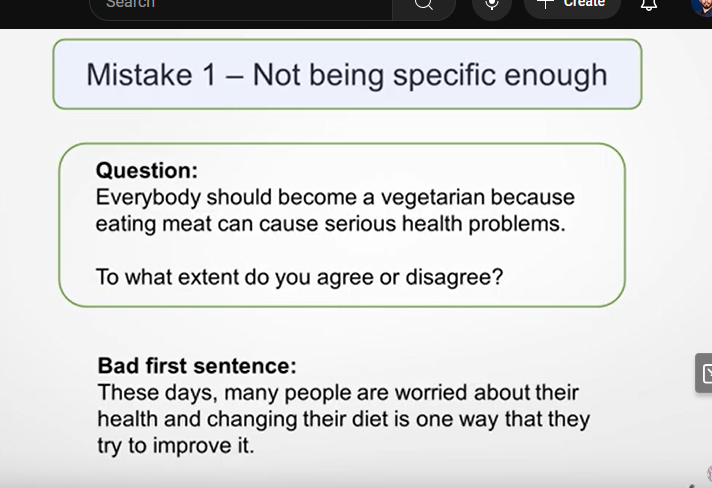 Search
Create
Mistake 1 – Not being specific enough
Question:
Everybody should become a vegetarian because
eating meat can cause serious health problems.
To what extent do you agree or disagree?
Bad first sentence:
These days, many people are worried about their
health and changing their diet is one way that they
try to improve it.